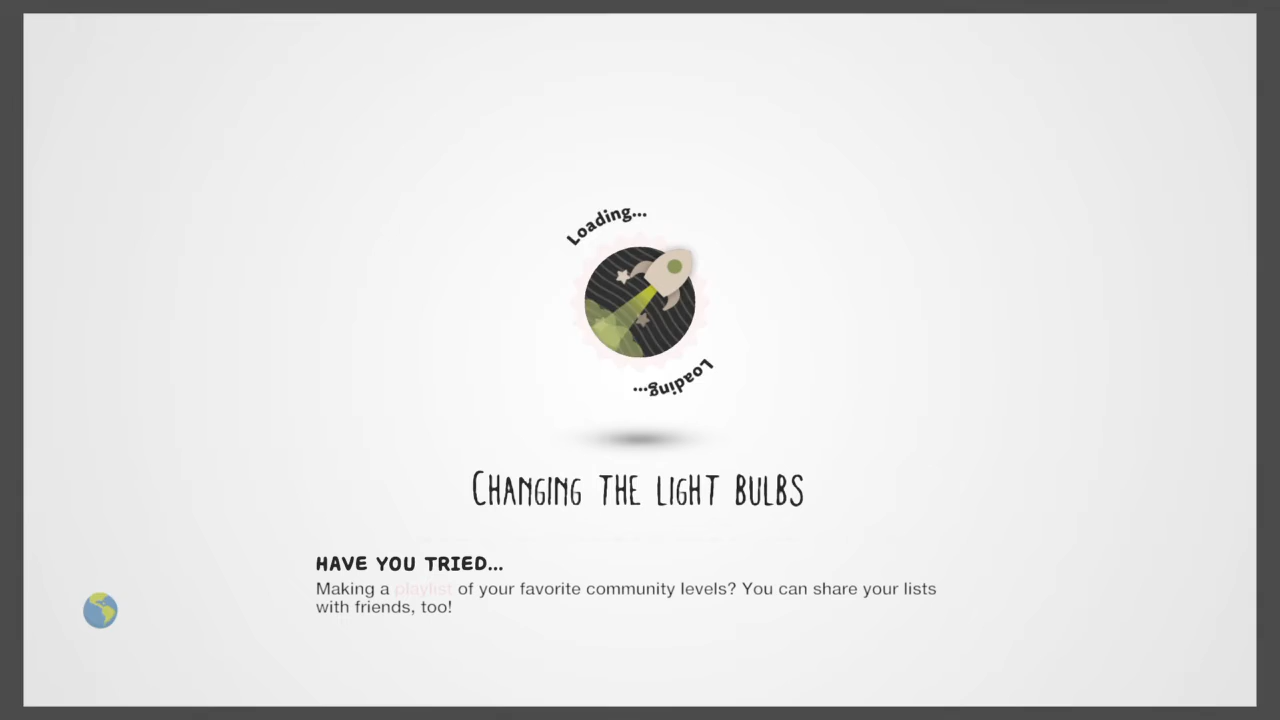 Loading...
Loading...
Changing the light bulbs
HAVE YOU TRIED...
Making a playlist of your favorite community levels? You can share your lists
with friends, too!